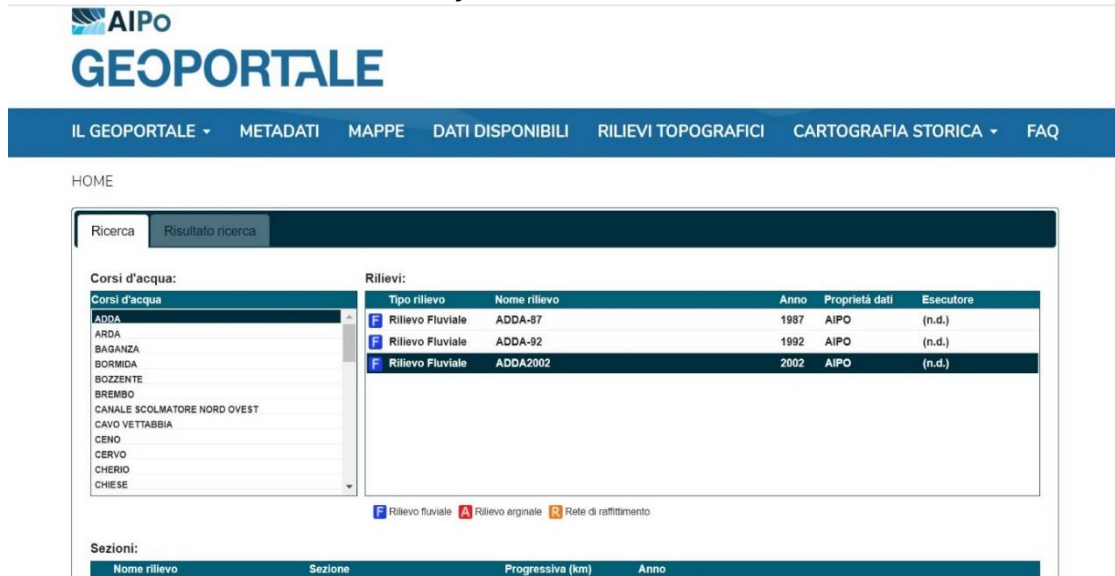 AIPo
GEOPORTALE
IL GEOPORTALE METADATI MAPPE DATI DISPONIBILI RILIEVI TOPOGRAFICI CARTOGRAFIA STORICA FAQ
HOME
Ricerca Risultato ricerca
Corsi d'acqua: Rilievi:
Corsi d'acqua Tipo rilievo Nome rilievo Anno Proprietà dati Esecutore
ADDA F Rilievo Fluviale ADDA-87 1987 AIPO (n.d.)
ARDA
BAGANZA F Rilievo Fluviale ADDA-92 1992 AIPO (n.d.)
BORMIDA F Rilievo Fluviale ADDA2002 2002 AIPO (n.d.)
BOZZENTE
BREMBO
CANALE SCOLMATORE NORD OVEST
CAVO VETTABBIA
CENO
CERVO
CHERIO
CHIESE
F Rilievo fluviale A Rilievo arginale R Rete di raffittimento
Sezioni:
Nome rilievo Sezione Progressiva (km) Anno